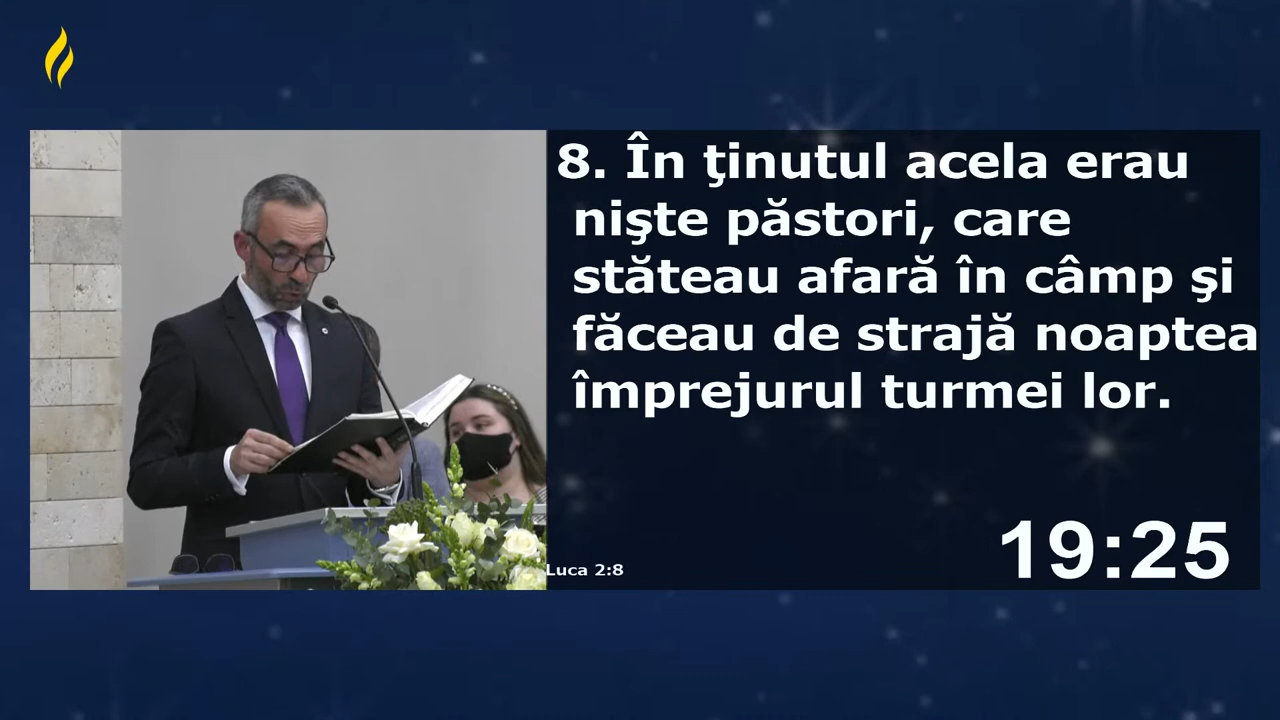 8. În ţinutul acela erau
nişte păstori, care
stăteau afară în câmp şi
făceau de strajă noaptea
împrejurul turmei lor.
Luca 2:8
19:25